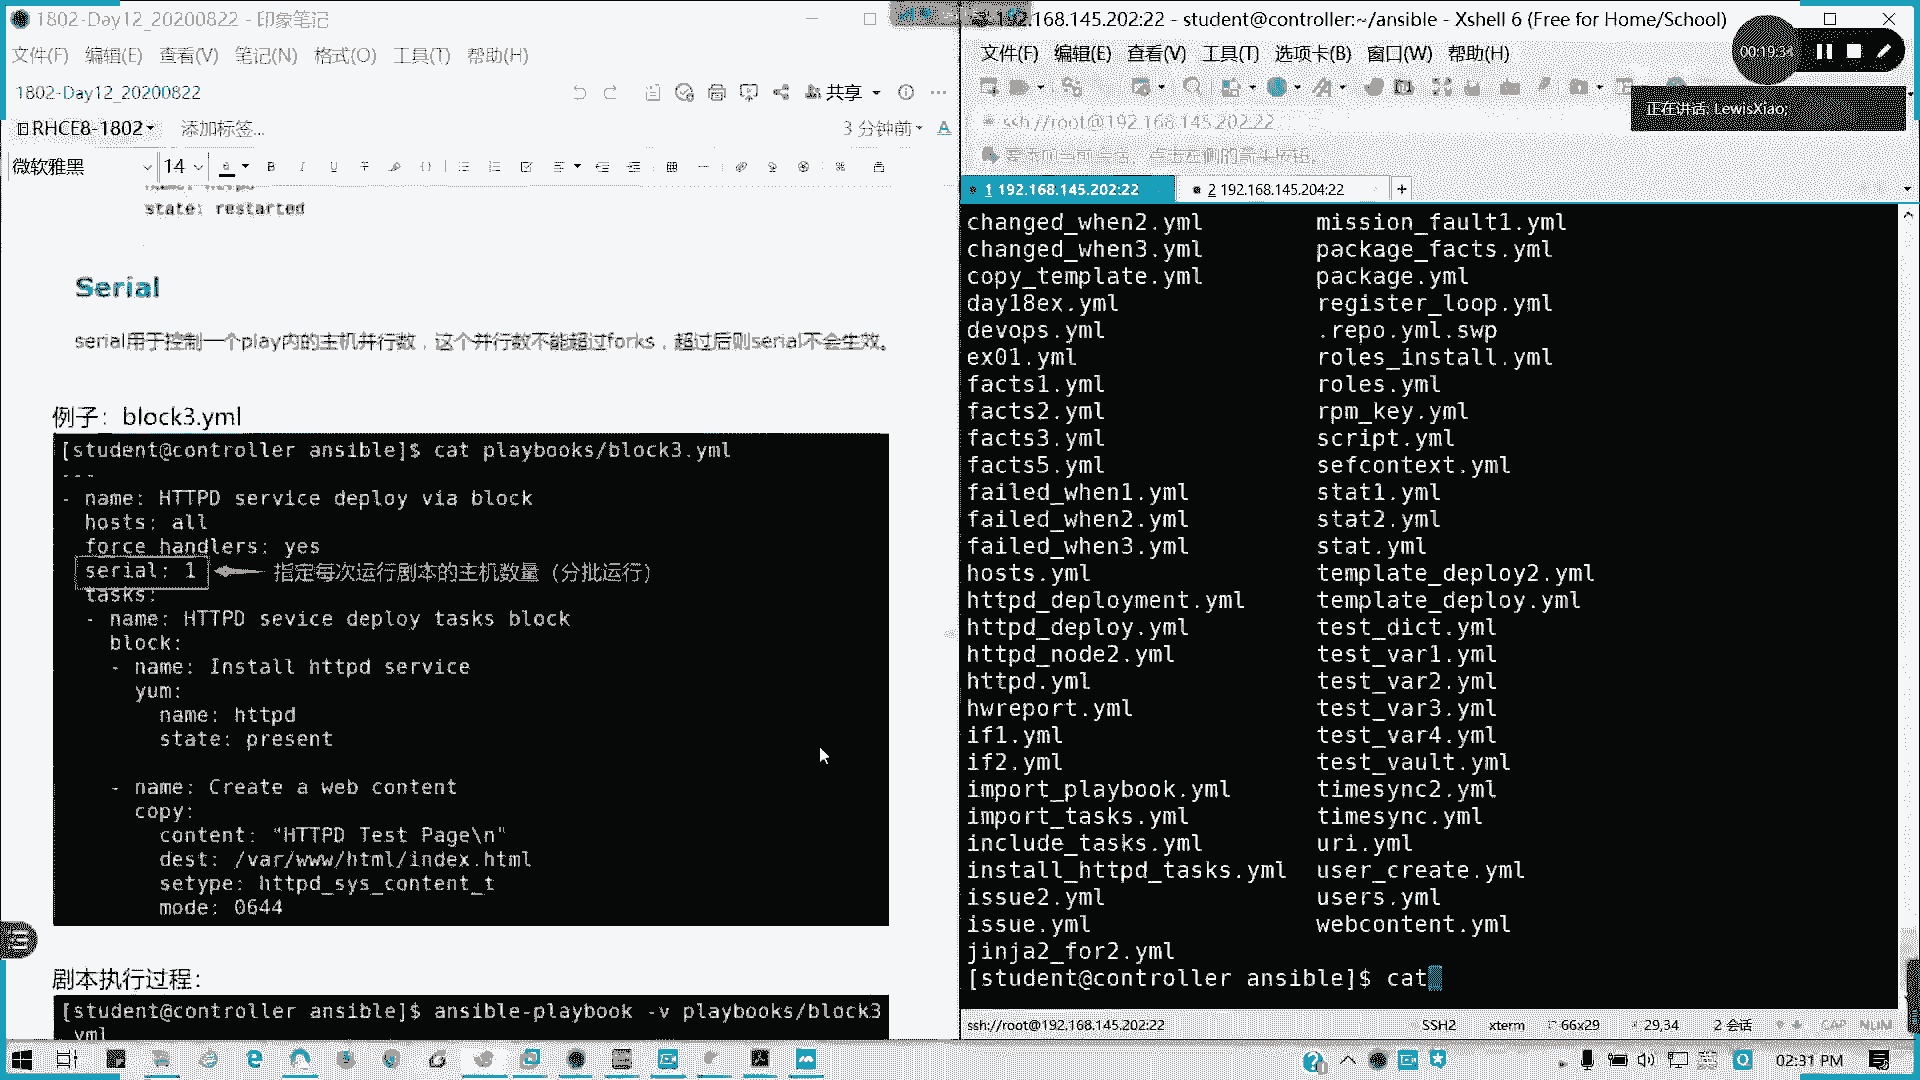 1802-Day12_20200822 - 印象笔记
文件(F) 编辑(E) 查看(V) 笔记(N) 格式(O) 工具(T) 帮助(H)
1802-Day12_20200822
共享
RHCE8-1802
添加标签...
3 分钟前
微软雅黑
14
state: restarted
Serial
serial用于控制一个play内的主机并行数，这个并行数不能超过forks，超过后则serial不会生效。
例子：block3.yml
[student@controller ansible]$ cat playbooks/block3.yml
---
- name: HTTPD service deploy via block
hosts: all
force handlers: yes
serial: 1
指定每次运行剧本的主机数量（分批运行）
tasks:
- name: HTTPD sevice deploy tasks block
block:
- name: Install httpd service
yum:
name: httpd
state: present
- name: Create a web content
copy:
content: "HTTPD Test Page\n"
dest: /var/www/html/index.html
setype: httpd_sys_content_t
mode: 0644
剧本执行过程：
[student@controller ansible]$ ansible-playbook -v playbooks/block3
.yml
192.168.145.202:22 - student@controller:~/ansible - Xshell 6 (Free for Home/School)
文件(F) 编辑(E) 查看(V) 工具(T) 选项卡(B) 窗口(W) 帮助(H)
00:19:34
正在讲话: LewisXiao;
ssh://root@192.168.145.202:22
1 192.168.145.202:22
2 192.168.145.204:22
changed_when2.yml mission_fault1.yml
changed_when3.yml package_facts.yml
copy_template.yml package.yml
day18ex.yml register_loop.yml
devops.yml .repo.yml.swp
ex01.yml roles_install.yml
facts1.yml roles.yml
facts2.yml rpm_key.yml
facts3.yml script.yml
facts5.yml sefcontext.yml
failed_when1.yml stat1.yml
failed_when2.yml stat2.yml
failed_when3.yml stat.yml
hosts.yml template_deploy2.yml
httpd_deployment.yml template_deploy.yml
httpd_deploy.yml test_dict.yml
httpd_node2.yml test_var1.yml
httpd.yml test_var2.yml
hwreport.yml test_var3.yml
if1.yml test_var4.yml
if2.yml test_vault.yml
import_playbook.yml timesync2.yml
import_tasks.yml timesync.yml
include_tasks.yml uri.yml
install_httpd_tasks.yml user_create.yml
issue2.yml users.yml
issue.yml webcontent.yml
jinja2_for2.yml
[student@controller ansible]$ cat
ssh://root@192.168.145.202:22 SSH2 xterm 66x29 29,34 2 会话 CAP NUM
02:31 PM